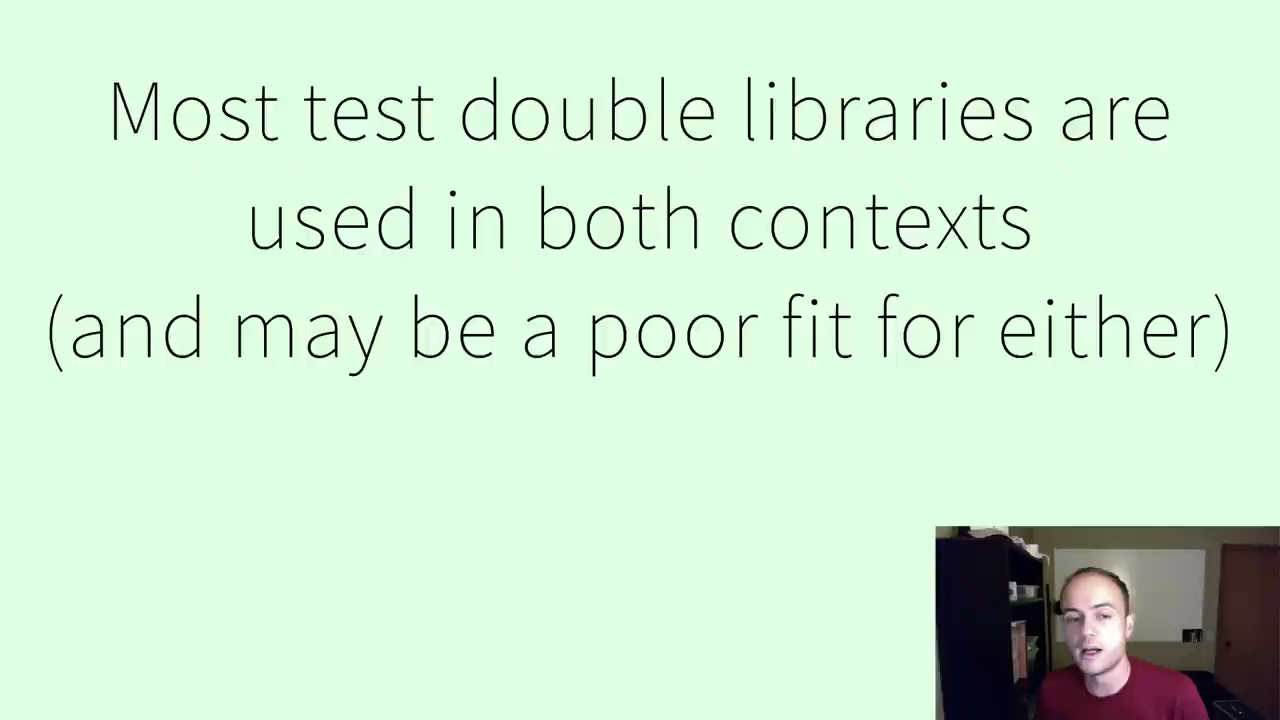 Most test double libraries are
used in both contexts
(and may be a poor fit for either)